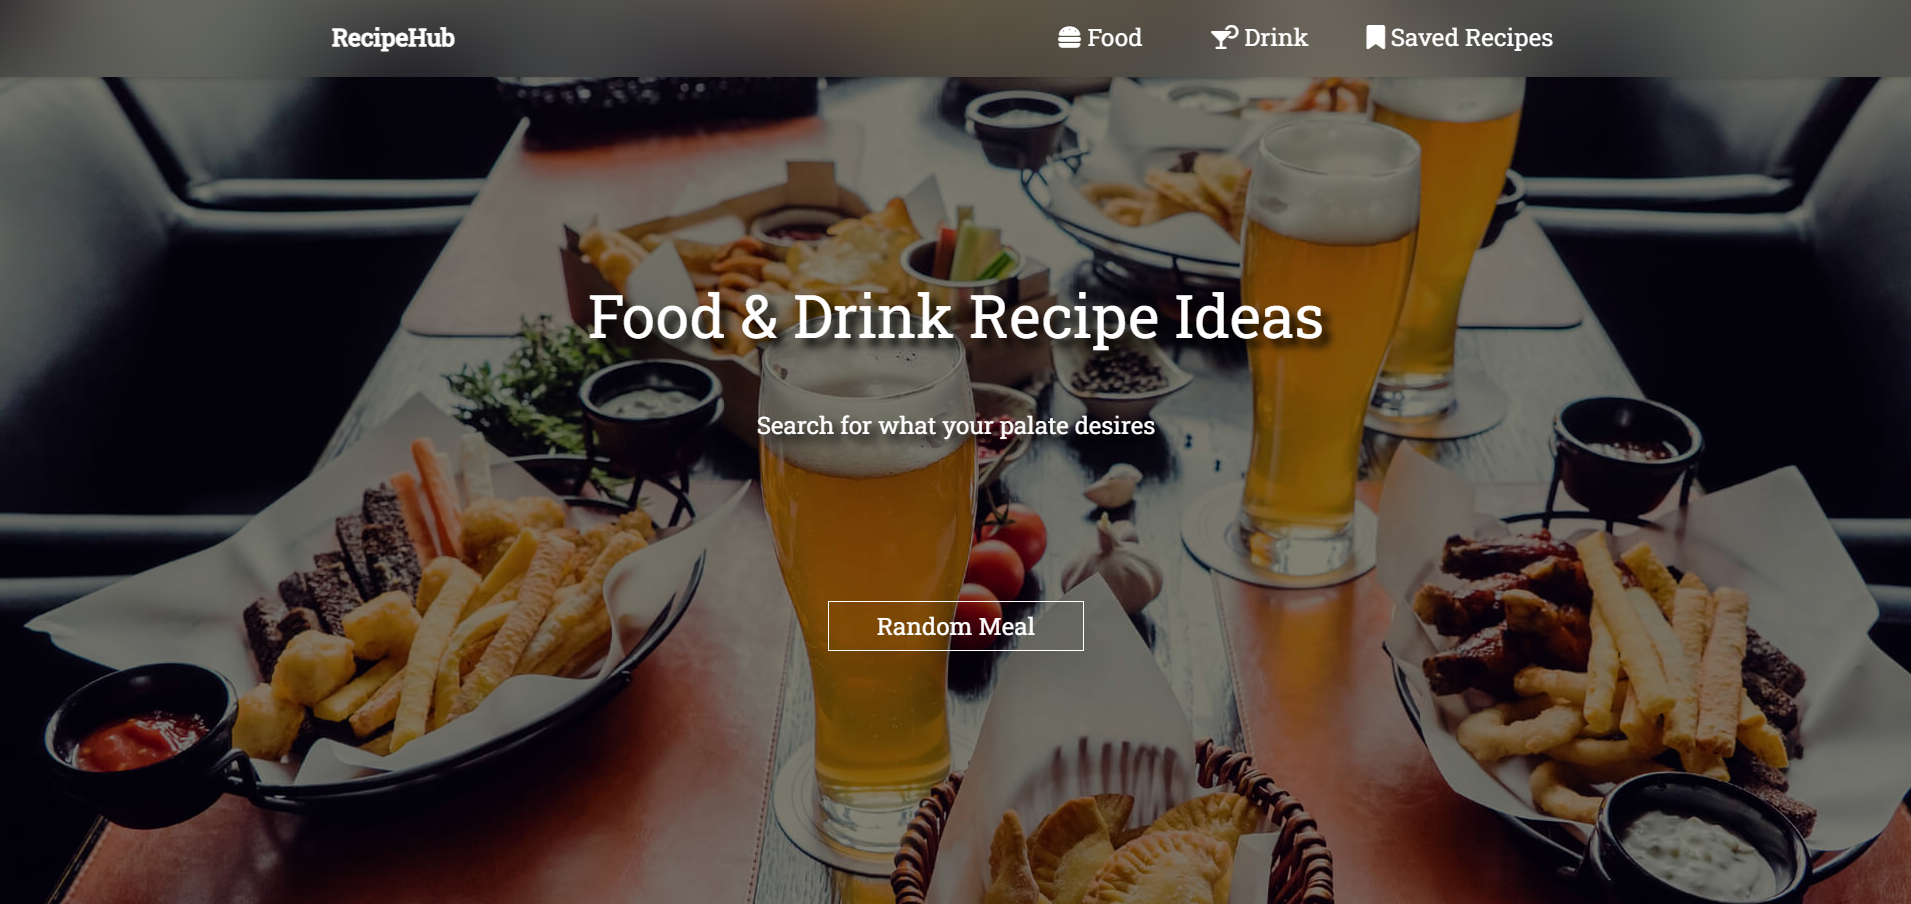 RecipeHub
Food
Drink
Saved Recipes
Food & Drink Recipe Ideas
Search for what your palate desires
Random Meal